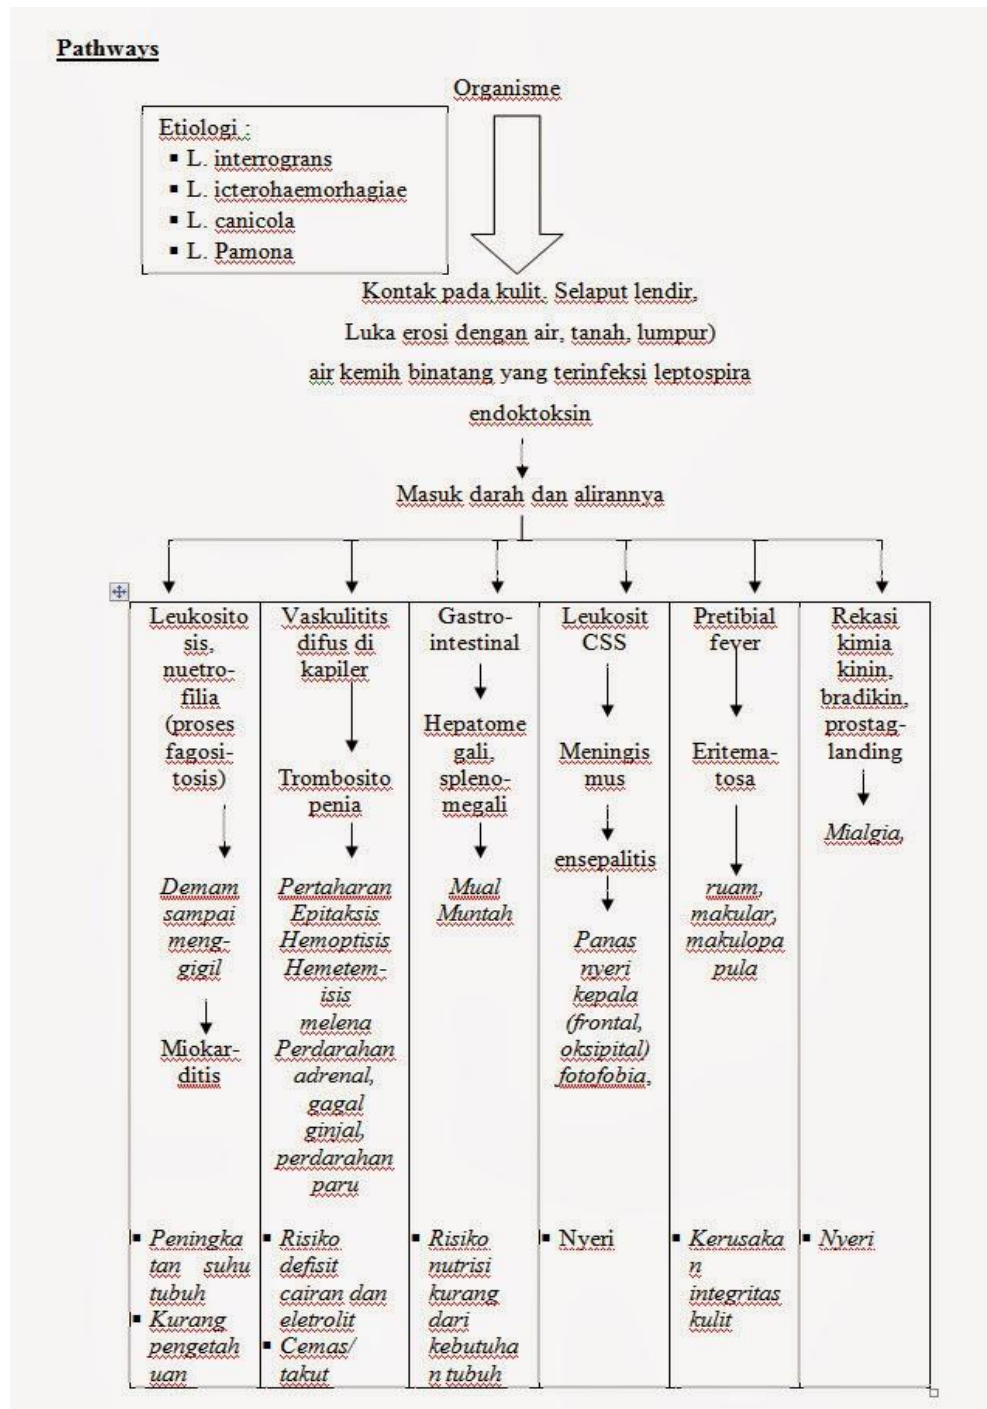 Pathways
Organisme
Etiologi :
▪ L. interrograns
▪ L. icterohaemorhagiae
▪ L. canicola
▪ L. Pamona
Kontak pada kulit. Selaput lendir,
Luka erosi dengan air, tanah, lumpur)
air kemih binatang yang terinfeksi leptospira
endoktoksin
Masuk darah dan alirannya
Leukosito
sis,
nuetro-
filia
(proses
fagosi-
tosis)
Demam
sampai
meng-
gigil
Miokar-
ditis
▪ Peningka
tan suhu
tubuh
▪ Kurang
pengetah
uan
Vaskulitits
difus di
kapiler
Trombosito
penia
Pertaharan
Epitaksis
Hemoptisis
Hemetem-
isis
melena
Perdarahan
adrenal,
gagal
ginjal,
perdarahan
paru
▪ Risiko
defisit
cairan dan
eletrolit
▪ Cemas/
takut
Gastro-
intestinal
Hepatome
gali,
spleno-
megali
Mual
Muntah
▪ Risiko
nutrisi
kurang
dari
kebutuha
n tubuh
Leukosit
CSS
Meningis
mus
ensepalitis
Panas
nyeri
kepala
(frontal,
oksipital)
fotofobia,
▪ Nyeri
Pretibial
fever
Eritema-
tosa
ruam,
makular,
makulopa
pula
▪ Kerusaka
n
integritas
kulit
Rekasi
kimia
kinin,
bradikin,
prostag-
landing
Mialgia,
▪ Nyeri